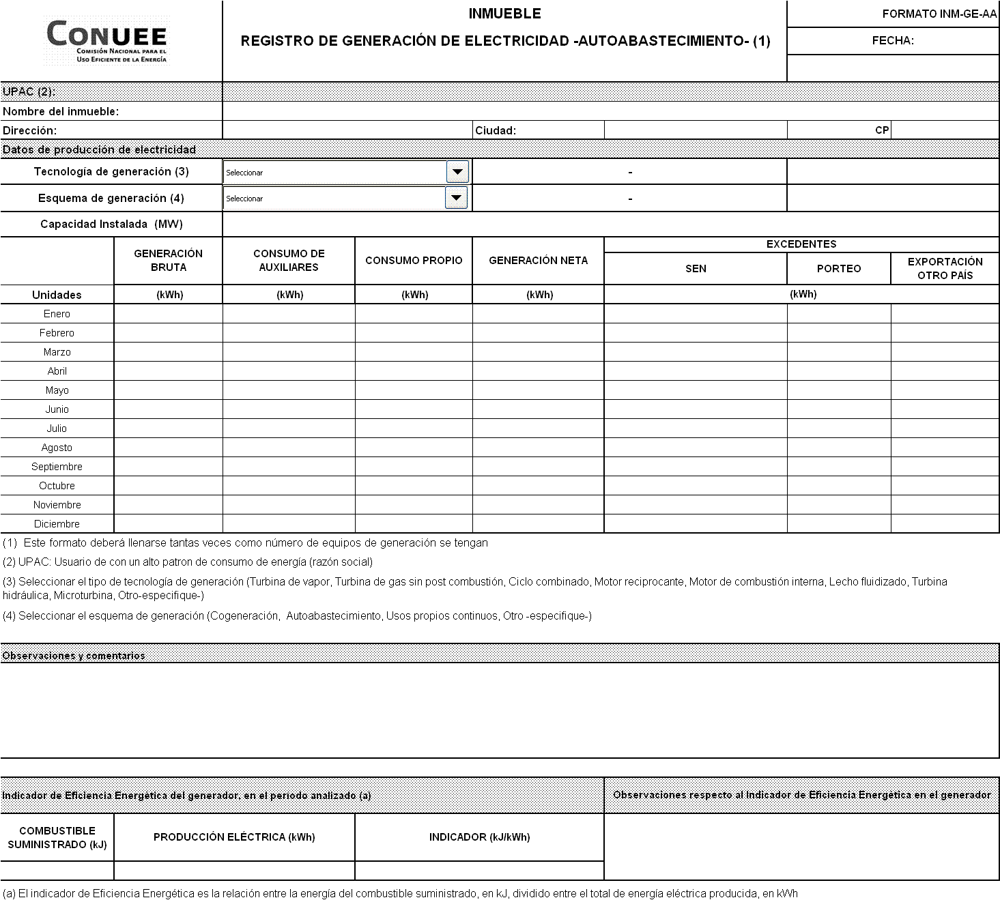 CONUEE
COMISIÓN NACIONAL PARA EL
USO EFICIENTE DE LA ENERGÍA
INMUEBLE
REGISTRO DE GENERACIÓN DE ELECTRICIDAD -AUTOABASTECIMIENTO- (1)
FORMATO INM-GE-AA
FECHA:
UPAC (2):
Nombre del inmueble:
Dirección:
Ciudad:
CP
Datos de producción de electricidad
Tecnología de generación (3)
Seleccionar
-
Esquema de generación (4)
Seleccionar
-
Capacidad Instalada (MW)
GENERACIÓN
BRUTA
CONSUMO DE
AUXILIARES
CONSUMO PROPIO
GENERACIÓN NETA
EXCEDENTES
SEN
PORTEO
EXPORTACIÓN
OTRO PAÍS
Unidades
(kWh)
(kWh)
(kWh)
(kWh)
(kWh)
Enero
Febrero
Marzo
Abril
Mayo
Junio
Julio
Agosto
Septiembre
Octubre
Noviembre
Diciembre
(1) Este formato deberá llenarse tantas veces como número de equipos de generación se tengan
(2) UPAC: Usuario de con un alto patron de consumo de energía (razón social)
(3) Seleccionar el tipo de tecnología de generación (Turbina de vapor, Turbina de gas sin post combustión, Ciclo combinado, Motor reciprocante, Motor de combustión interna, Lecho fluidizado, Turbina
hidráulica, Microturbina, Otro-especifique-)
(4) Seleccionar el esquema de generación (Cogeneración, Autoabastecimiento, Usos propios continuos, Otro -especifique-)
Observaciones y comentarios
Indicador de Eficiencia Energética del generador, en el período analizado (a)
Observaciones respecto al Indicador de Eficiencia Energética en el generador
COMBUSTIBLE
SUMINISTRADO (kJ)
PRODUCCIÓN ELÉCTRICA (kWh)
INDICADOR (kJ/kWh)
(a) El indicador de Eficiencia Energética es la relación entre la energía del combustible suministrado, en kJ, dividido entre el total de energía eléctrica producida, en kWh